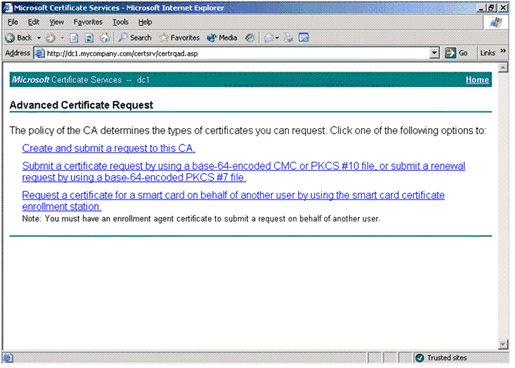 Microsoft Certificate Services - Microsoft Internet Explorer
File Edit View Favorites Tools Help
Back Search Favorites Media
Address http://dc1.mycompany.com/certsrv/certrqad.asp Go Links »
Microsoft Certificate Services -- dc1 Home
Advanced Certificate Request
The policy of the CA determines the types of certificates you can request. Click one of the following options to:
Create and submit a request to this CA.
Submit a certificate request by using a base-64-encoded CMC or PKCS #10 file, or submit a renewal
request by using a base-64-encoded PKCS #7 file.
Request a certificate for a smart card on behalf of another user by using the smart card certificate
enrollment station.
Note: You must have an enrollment agent certificate to submit a request on behalf of another user.
Trusted sites